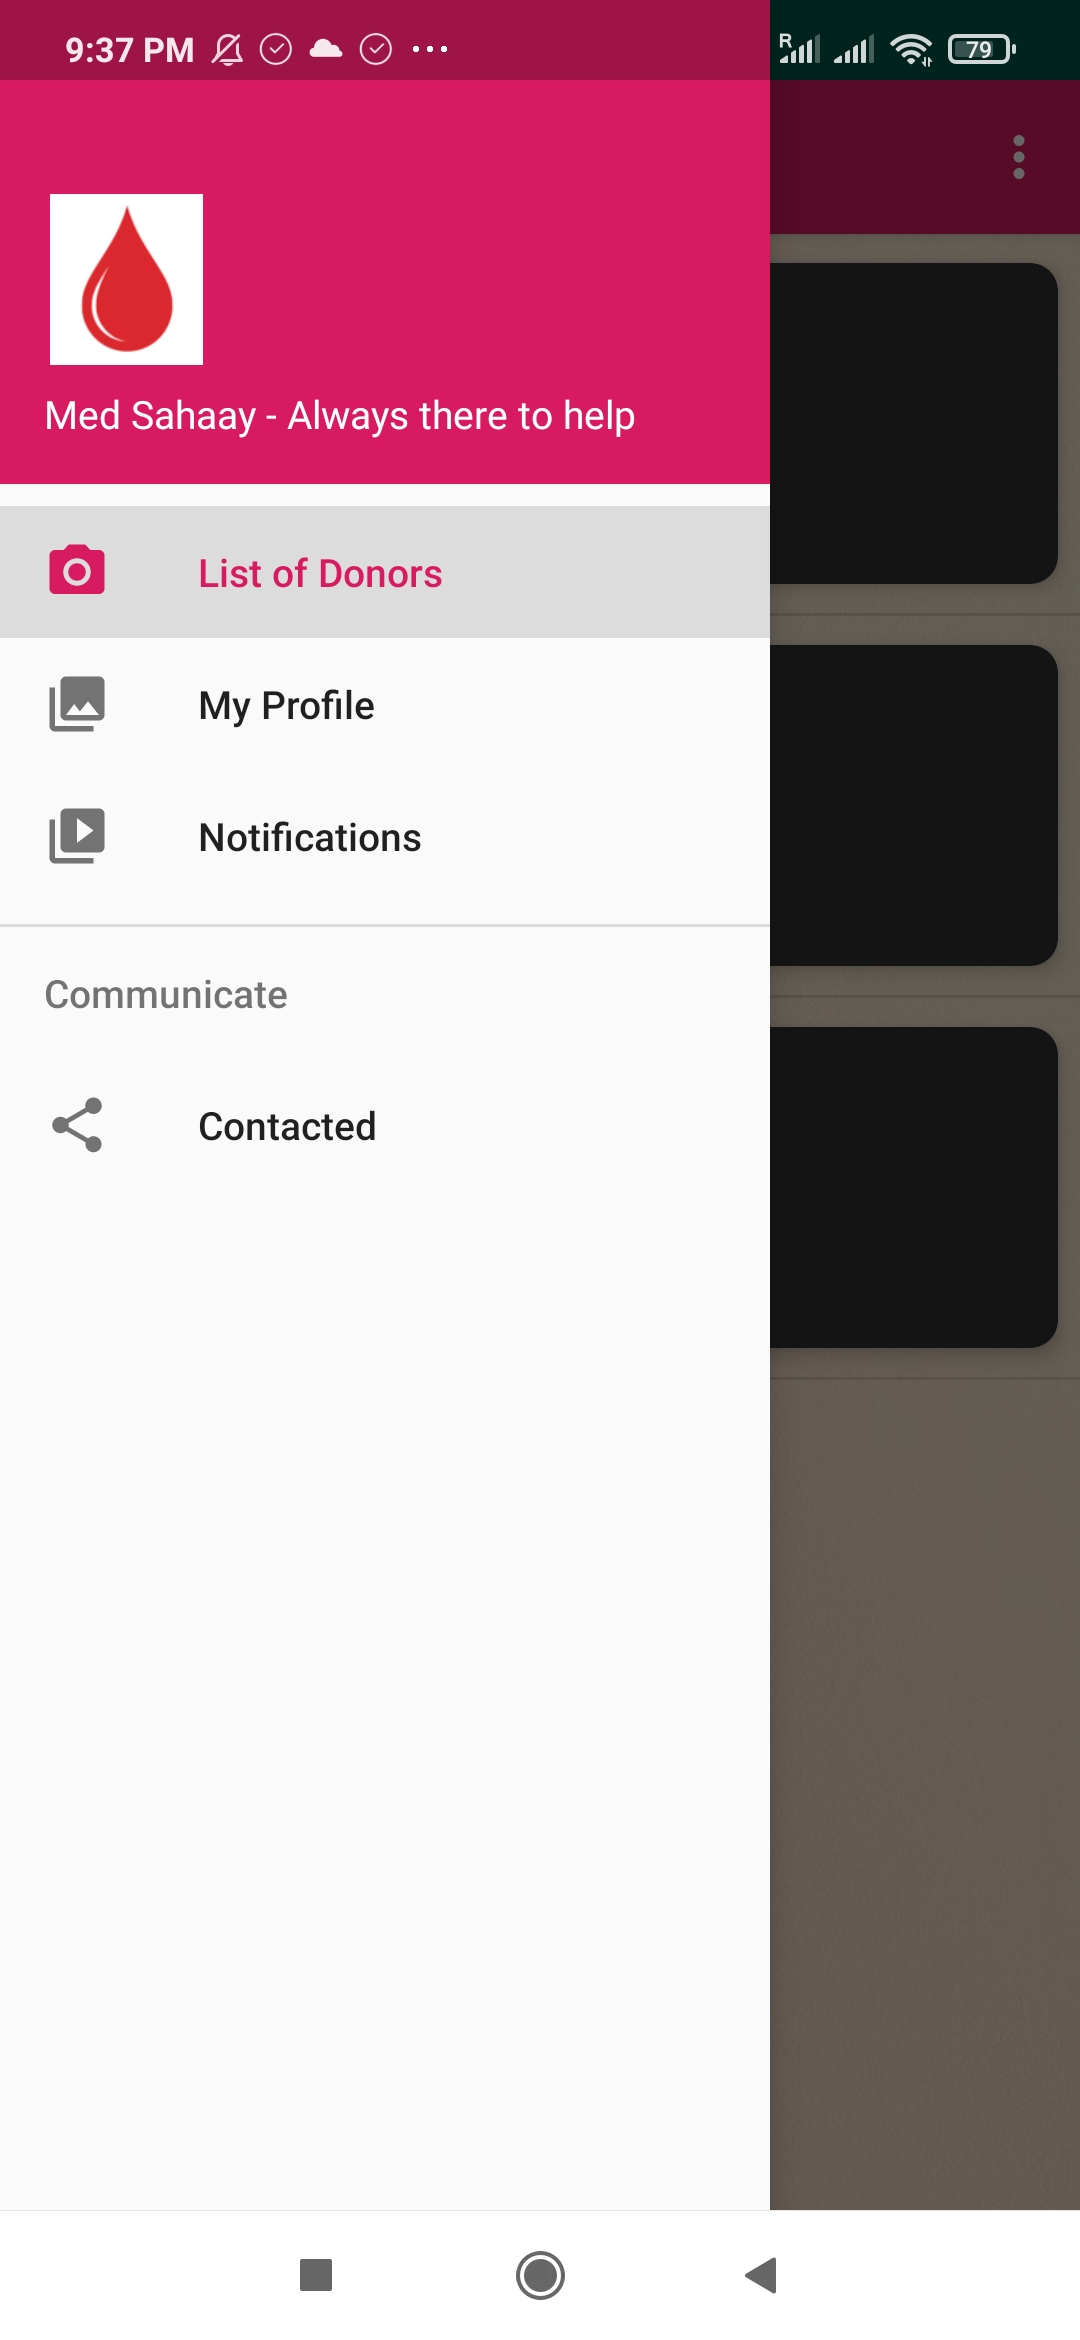 9:37 PM
R
79
Med Sahaay - Always there to help
List of Donors
My Profile
Notifications
Communicate
Contacted